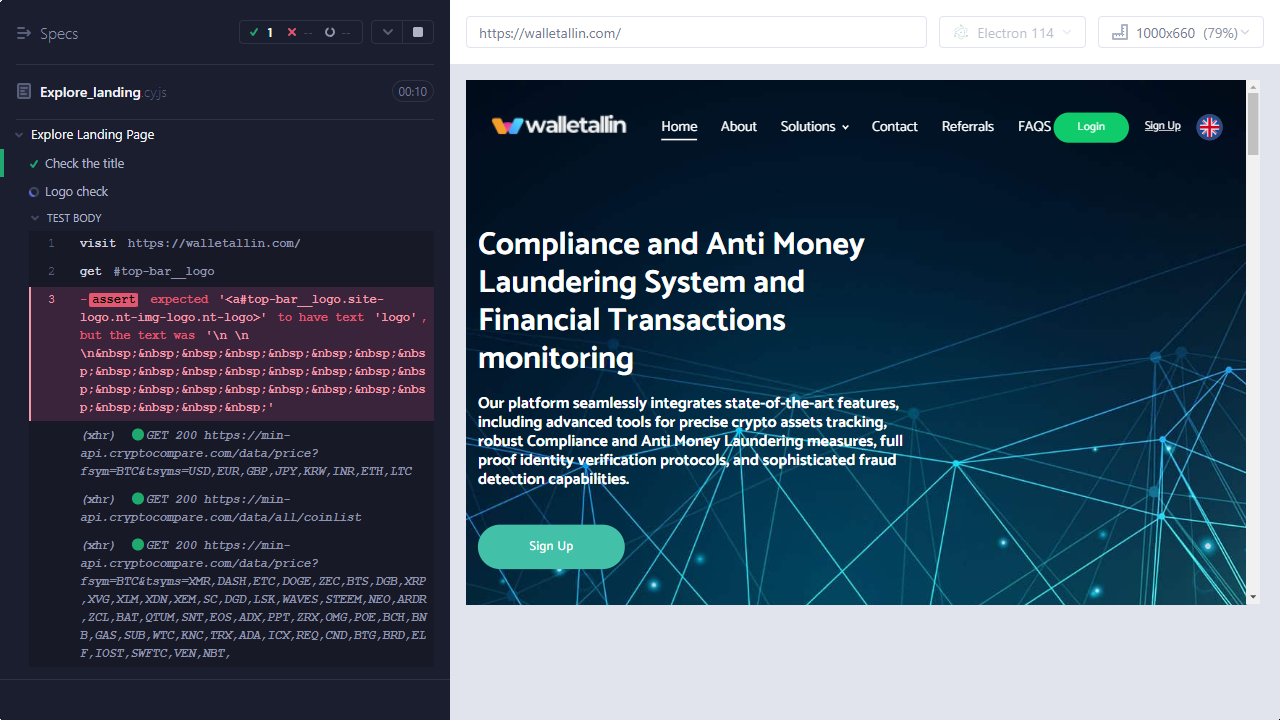 Specs
1
--
--
https://walletallin.com/
Electron 114
1000x660 (79%)
Explore_landing.cy.js
00:10
Explore Landing Page
Check the title
Logo check
TEST BODY
1 visit https://walletallin.com/
2 get #top-bar__logo
3 -assert expected '<a#top-bar__logo.site-
logo.nt-img-logo.nt-logo>' to have text 'logo',
but the text was '\n \n
\n&nbsp;&nbsp;&nbsp;&nbsp;&nbsp;&nbsp;&nbsp;&nbs
p;&nbsp;&nbsp;&nbsp;&nbsp;&nbsp;&nbsp;&nbsp;&nbs
p;&nbsp;&nbsp;&nbsp;&nbsp;&nbsp;&nbsp;&nbsp;&nbs
p;&nbsp;&nbsp;&nbsp;'
(xhr) GET 200 https://min-
api.cryptocompare.com/data/price?
fsym=BTC&tsyms=USD,EUR,GBP,JPY,KRW,INR,ETH,LTC
(xhr) GET 200 https://min-
api.cryptocompare.com/data/all/coinlist
(xhr) GET 200 https://min-
api.cryptocompare.com/data/price?
fsym=BTC&tsyms=XMR,DASH,ETC,DOGE,ZEC,BTS,DGB,XRP
,XVG,XLM,XDN,XEM,SC,DGD,LSK,WAVES,STEEM,NEO,ARDR
,ZCL,BAT,QTUM,SNT,EOS,ADX,PPT,ZRX,OMG,POE,BCH,BN
B,GAS,SUB,WTC,KNC,TRX,ADA,ICX,REQ,CND,BTG,BRD,EL
F,IOST,SWFTC,VEN,NBT,
walletallin
Home About Solutions Contact Referrals FAQS Login Sign Up
Compliance and Anti Money
Laundering System and
Financial Transactions
monitoring
Our platform seamlessly integrates state-of-the-art features,
including advanced tools for precise crypto assets tracking,
robust Compliance and Anti Money Laundering measures, full
proof identity verification protocols, and sophisticated fraud
detection capabilities.
Sign Up